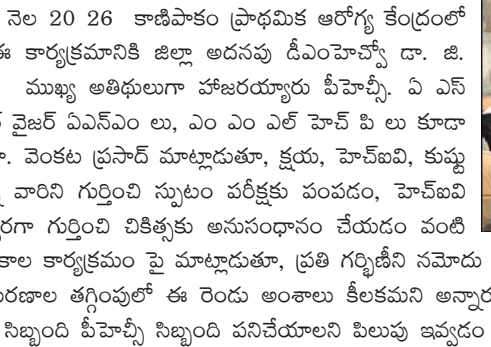 నెల 20 26 కాణిపాకం ప్రాథమిక ఆరోగ్య కేంద్రంలో
ఈ కార్యక్రమానికి జిల్లా అదనపు డీఎంహెచ్వో డా. జి.
ముఖ్య అతిథులుగా హాజరయ్యారు పీహెచ్సీ. ఏ ఎస్
వైజర్ ఏఎన్ఎం లు, ఎం ఎం ఎల్ హెచ్ పి లు కూడా
వెంకట ప్రసాద్ మాట్లాడుతూ, క్షయ, హెచ్ఐవి, కుష్టు
వారిని గుర్తించి స్పుటం పరీక్షకు పంపడం, హెచ్ఐవి
గుర్తించి చికిత్సకు అనుసంధానం చేయడం వంటి
కాల కార్యక్రమం పై మాట్లాడుతూ, ప్రతి గర్భిణీని నమోదు
తగ్గింపులో ఈ రెండు అంశాలు కీలకమని అన్నార
సిబ్బంది పీహెచ్సీ సిబ్బంది పనిచేయాలని పిలుపు ఇవ్వడం